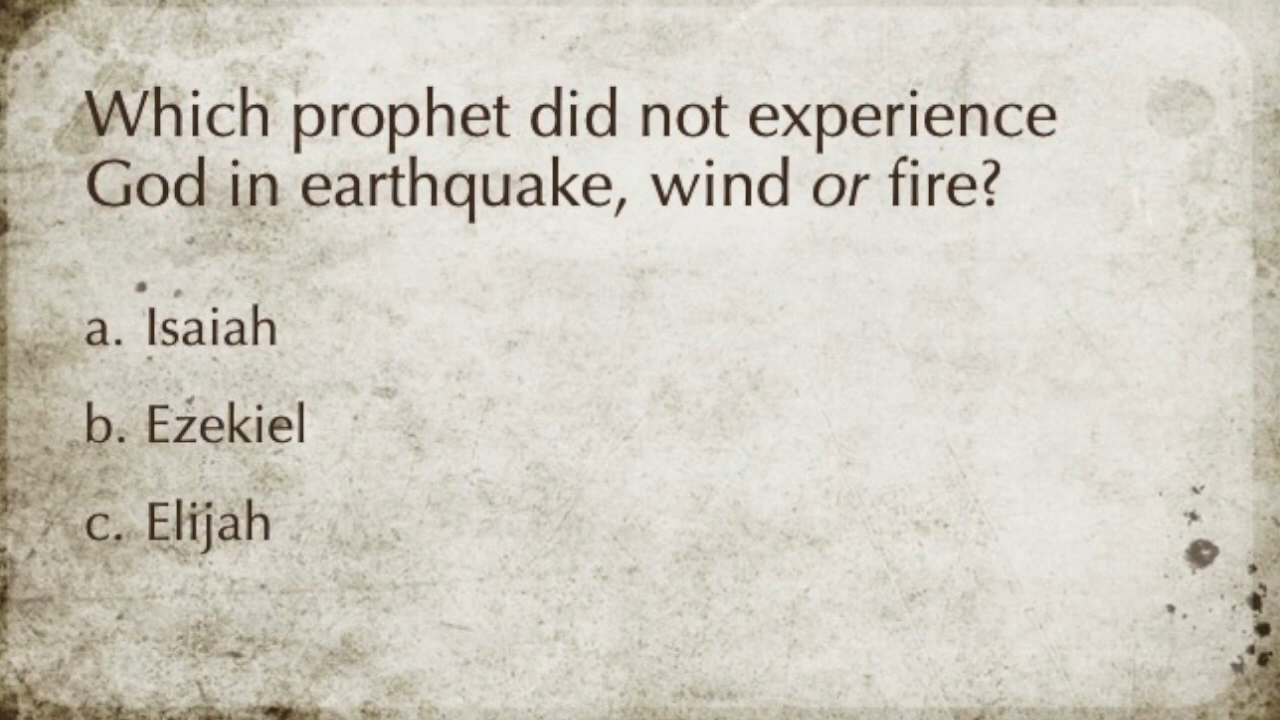 Which prophet did not experience
God in earthquake, wind or fire?
a. Isaiah
b. Ezekiel
c. Elijah